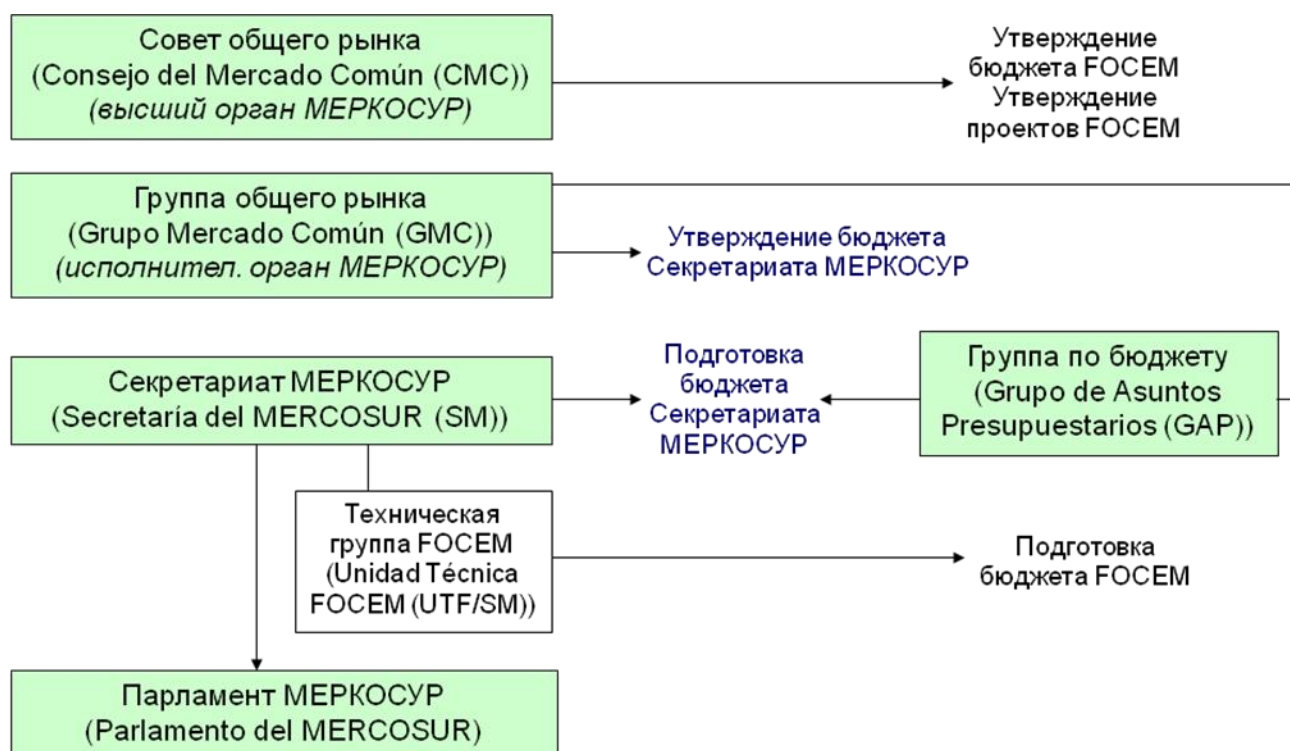 Совет общего рынка
(Consejo del Mercado Común (CMC))
(высший орган МЕРКОСУР)
Утверждение
бюджета FOCEM
Утверждение
проектов FOCEM
Группа общего рынка
(Grupo Mercado Común (GMC))
(исполнител. орган МЕРКОСУР)
Утверждение бюджета
Секретариата МЕРКОСУР
Секретариат МЕРКОСУР
(Secretaría del MERCOSUR (SM))
Подготовка
бюджета
Секретариата
МЕРКОСУР
Группа по бюджету
(Grupo de Asuntos
Presupuestarios (GAP))
Техническая
группа FOCEM
(Unidad Técnica
FOCEM (UTF/SM))
Подготовка
бюджета FOCEM
Парламент МЕРКОСУР
(Parlamento del MERCOSUR)